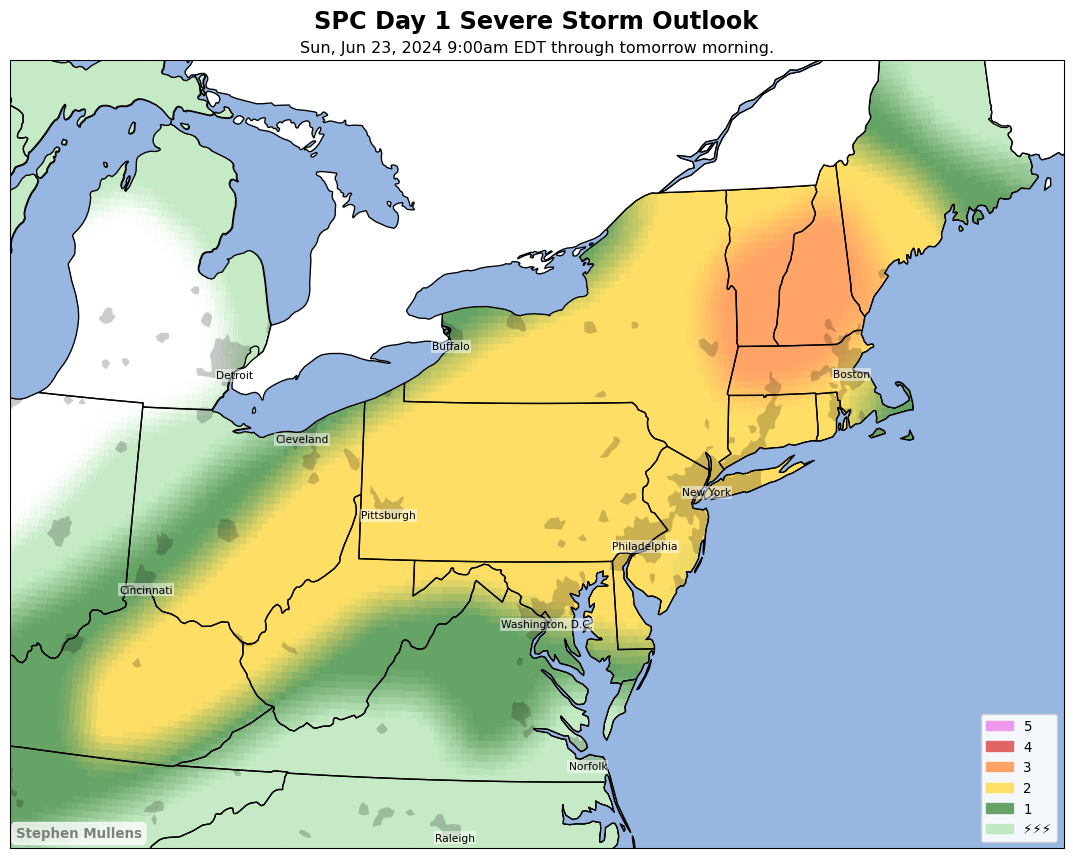 SPC Day 1 Severe Storm Outlook
Sun, Jun 23, 2024 9:00am EDT through tomorrow morning.
Buffalo
Detroit
Boston
Cleveland
New York
Pittsburgh
Philadelphia
Cincinnati
Washington, D.C.
Norfolk
Raleigh
5
4
3
2
1
⚡⚡⚡
Stephen Mullens